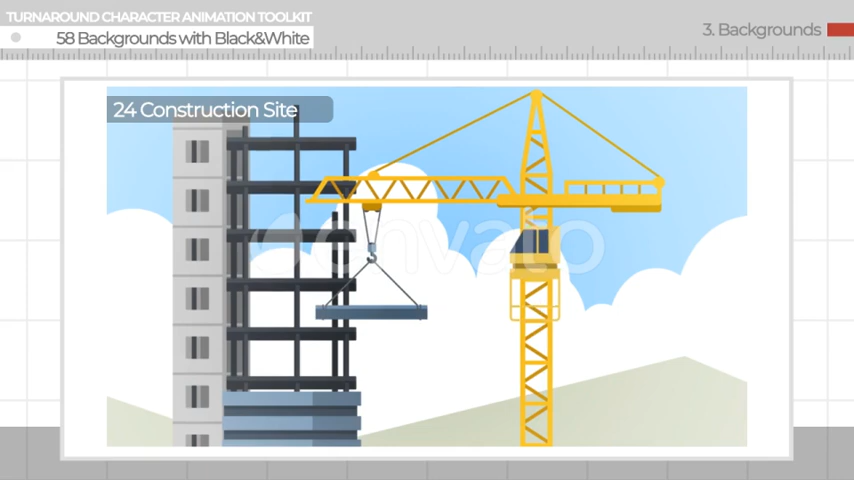 TURNAROUND CHARACTER ANIMATION TOOLKIT
58 Backgrounds with Black&White
3. Backgrounds
24 Construction Site
envato